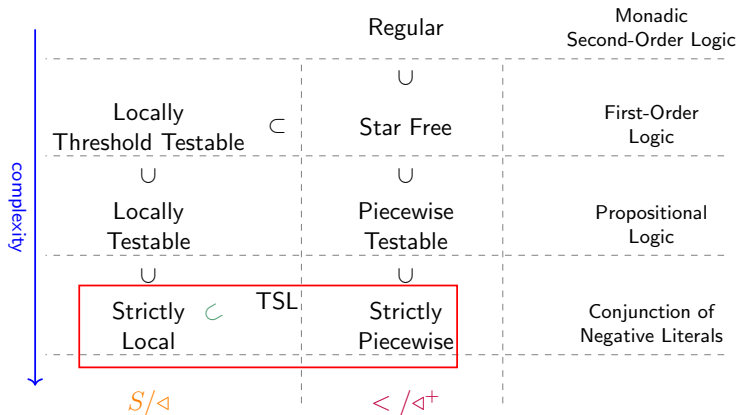 Regular
Monadic
Second-Order Logic
∪
Locally
Threshold Testable
⊂
Star Free
First-Order
Logic
∪
∪
complexity
Locally
Testable
Piecewise
Testable
Propositional
Logic
∪
∪
Strictly
Local
⊂
TSL
Strictly
Piecewise
Conjunction of
Negative Literals
S/◁
< /◁⁺